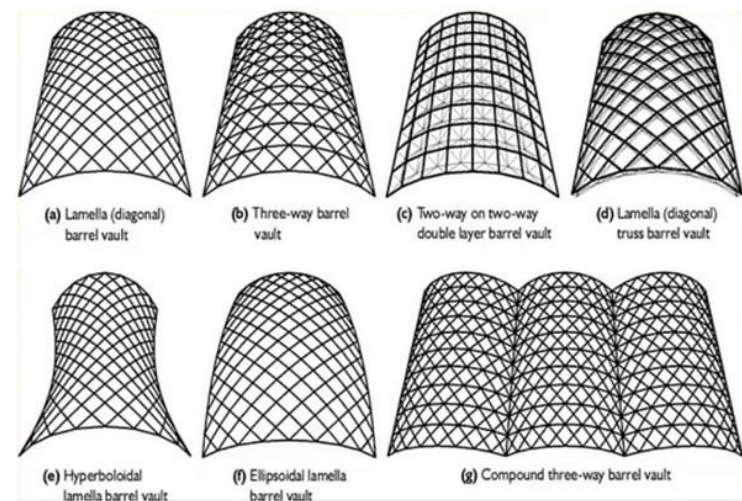 (a) Lamella (diagonal)
barrel vault
(b) Three-way barrel
vault
(c) Two-way on two-way
double layer barrel vault
(d) Lamella (diagonal)
truss barrel vault
(e) Hyperboloidal
lamella barrel vault
(f) Ellipsoidal lamella
barrel vault
(g) Compound three-way barrel vault